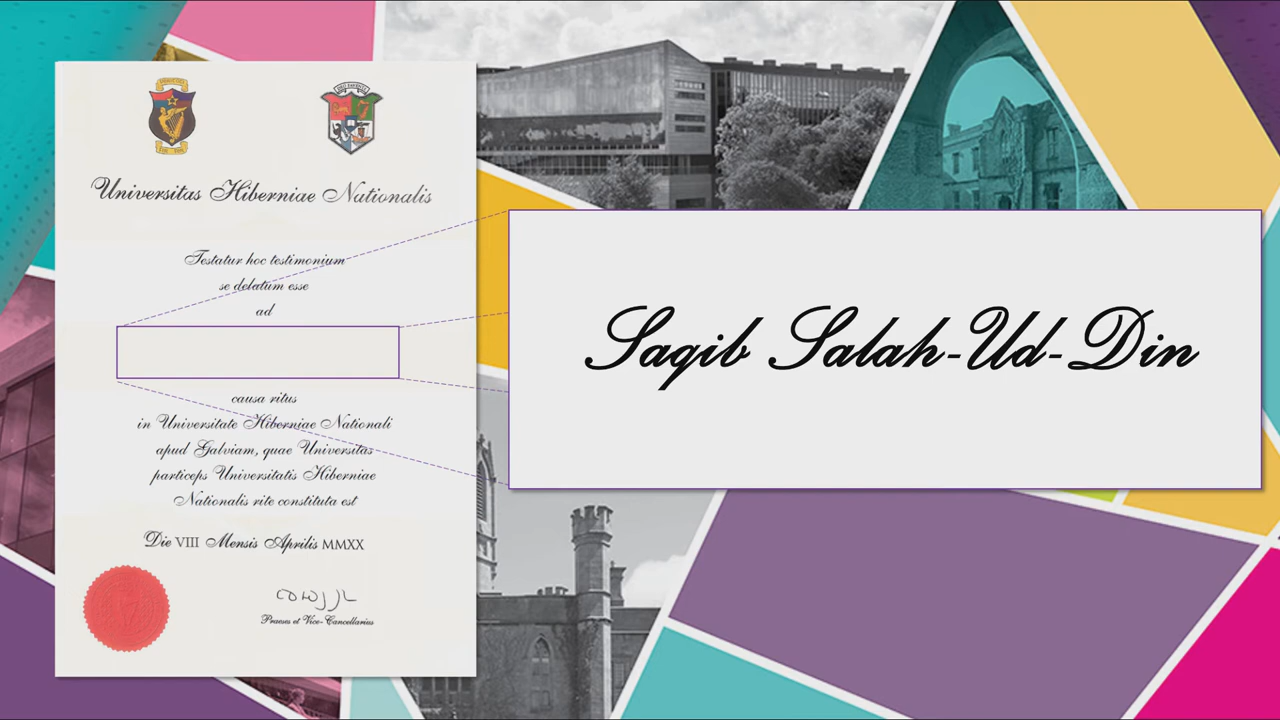 Universitas Hiberniae Nationalis
Testatur hoc testimonium
se delatum esse
ad
causa ritus
in Universitate Hiberniae Nationali
apud Galviam, quae Universitas
particeps Universitatis Hiberniae
Nationalis rite constituta est
Die VIII Mensis Aprilis MMXX
Praeses et Vice-Cancellarius
Saqib Salah-Ud-Din